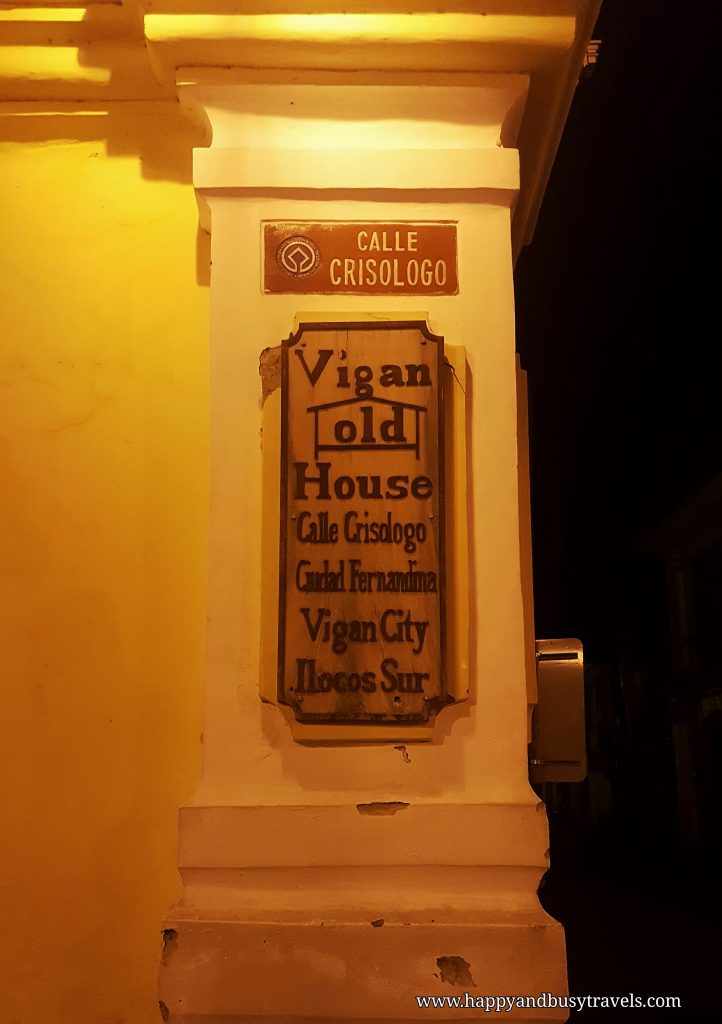 CALLE
CRISOLOGO
Vigan
old
House
Calle Crisologo
Ciudad Fernandina
Vigan City
Ilocos Sur
www.happyandbusytravels.com